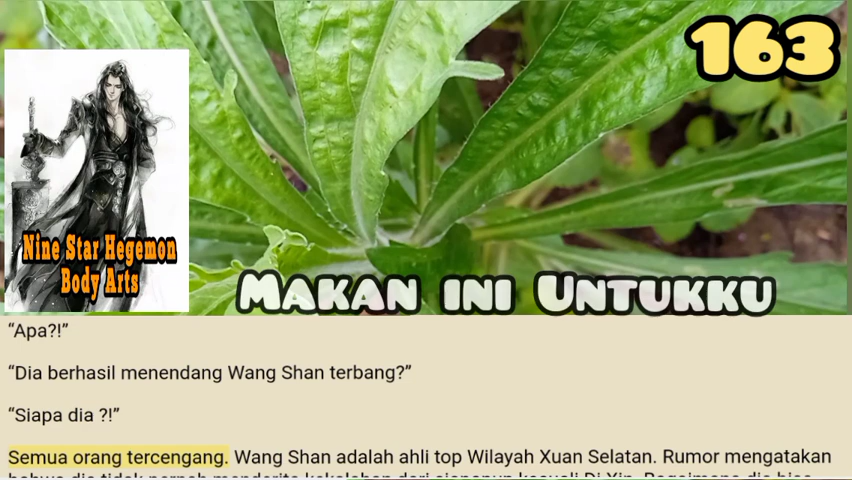 163
Nine Star Hegemon
Body Arts
Makan ini Untukku
“Apa?!”
“Dia berhasil menendang Wang Shan terbang?”
“Siapa dia ?!”
Semua orang tercengang. Wang Shan adalah ahli top Wilayah Xuan Selatan. Rumor mengatakan